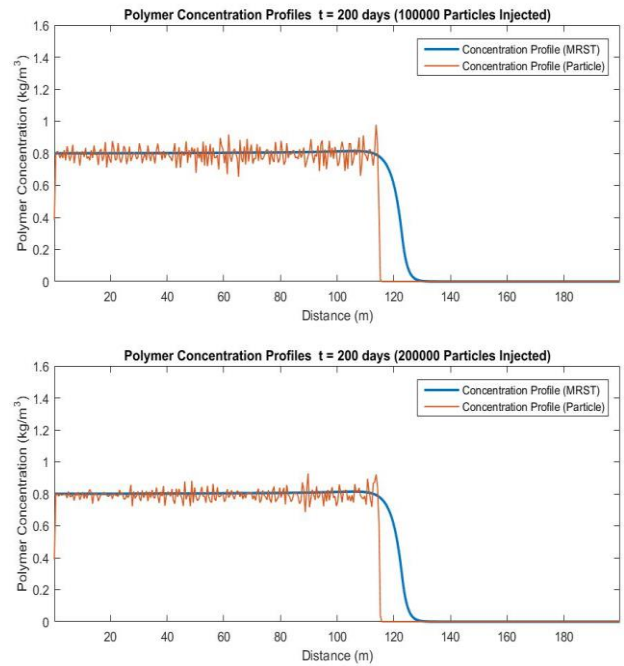 Polymer Concentration Profiles t = 200 days (100000 Particles Injected)
Concentration Profile (MRST)
Concentration Profile (Particle)
Polymer Concentration (kg/m³)
1.6
1.4
1.2
1
0.8
0.6
0.4
0.2
0
20 40 60 80 100 120 140 160 180
Distance (m)
Polymer Concentration Profiles t = 200 days (200000 Particles Injected)
Concentration Profile (MRST)
Concentration Profile (Particle)
Polymer Concentration (kg/m³)
1.6
1.4
1.2
1
0.8
0.6
0.4
0.2
0
20 40 60 80 100 120 140 160 180
Distance (m)